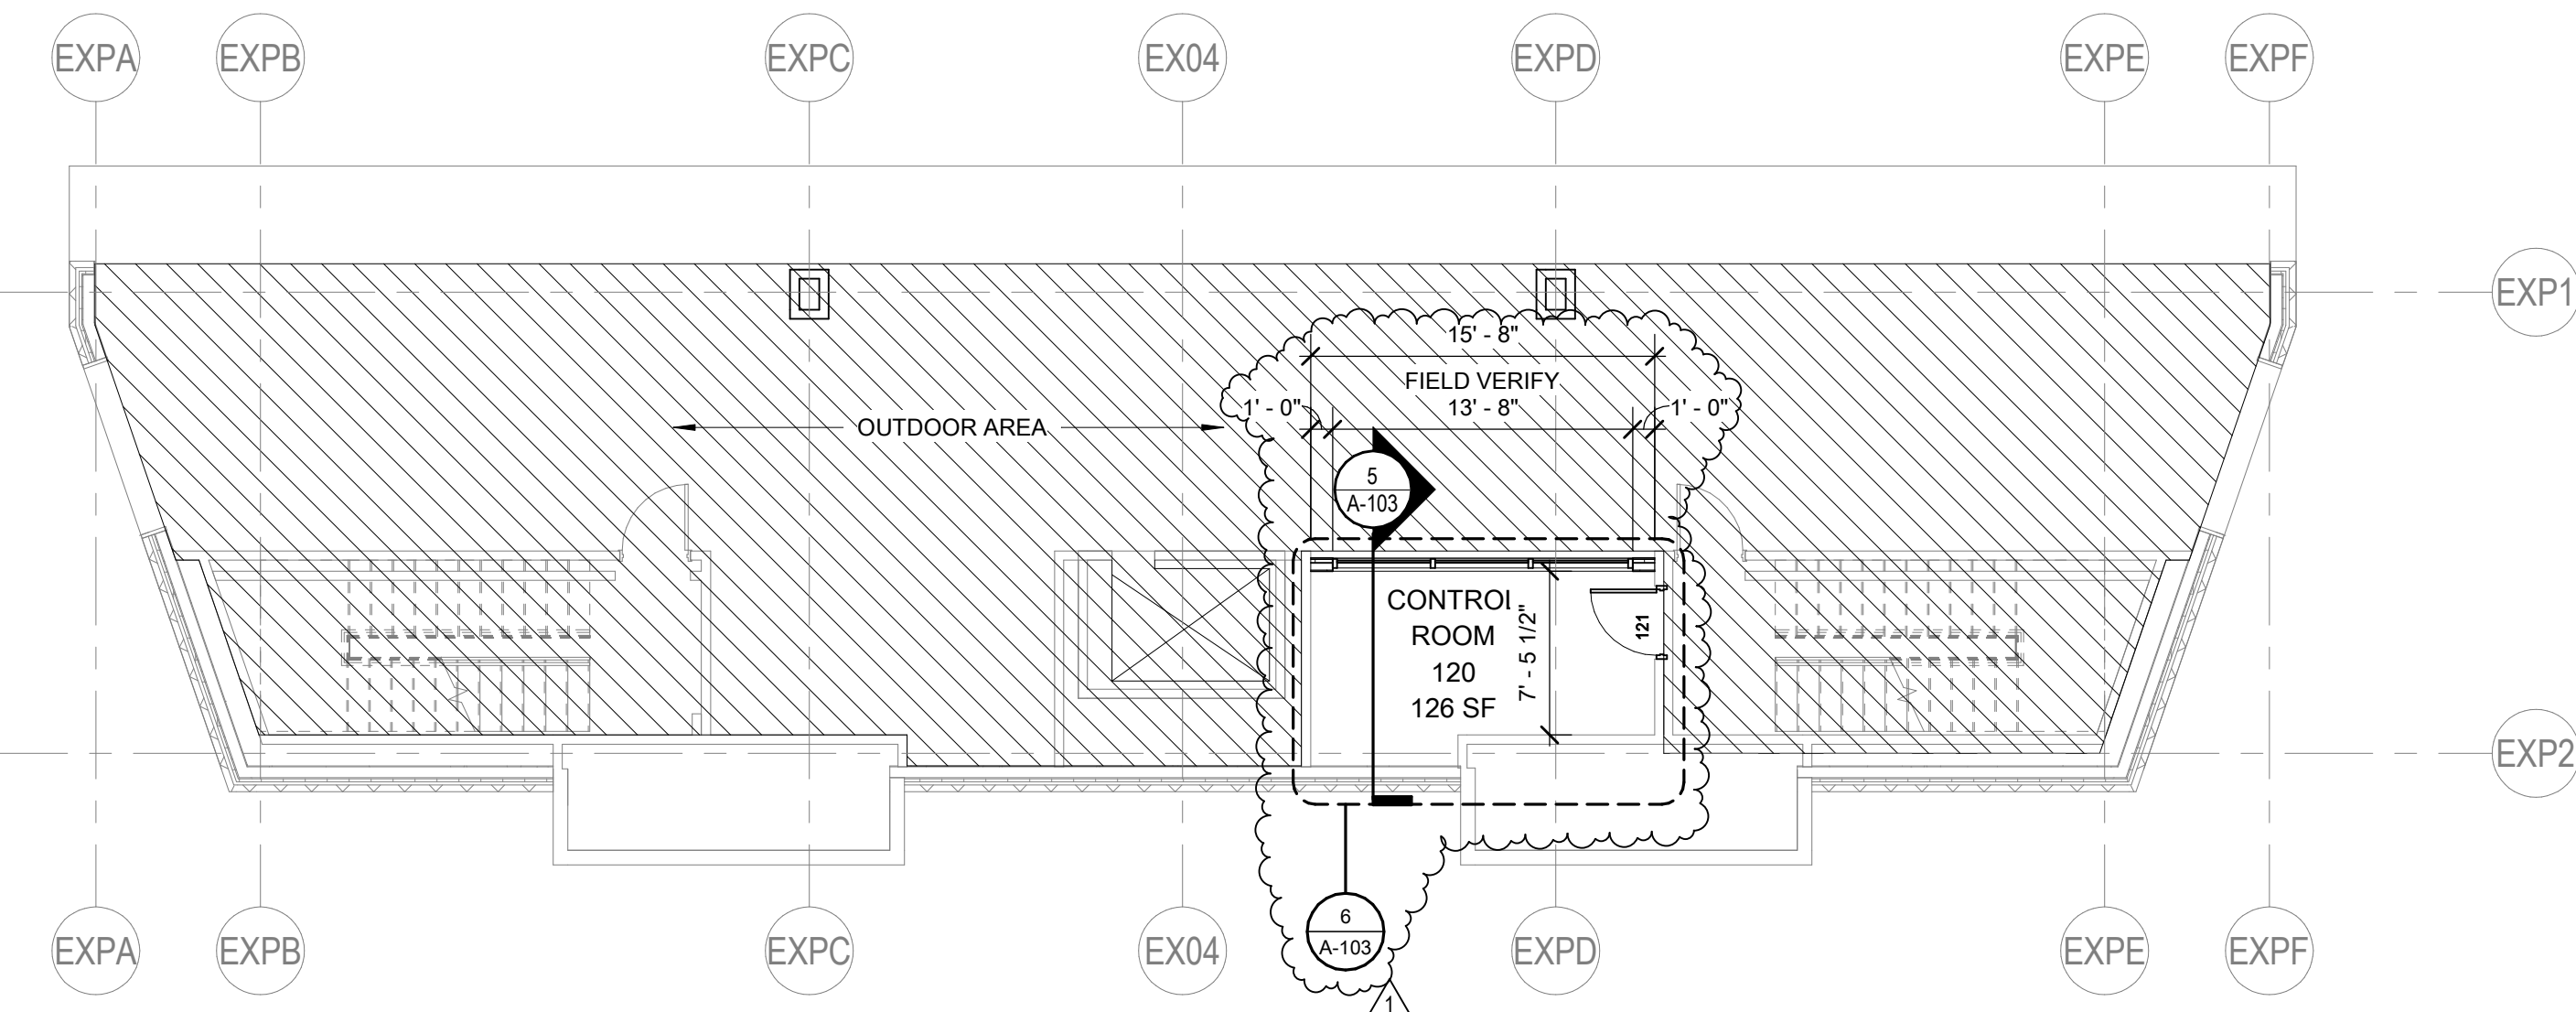 EXPA
EXPB
EXPC
EX04
EXPD
EXPE
EXPF
EXP1
15' - 8"
FIELD VERIFY
1' - 0"
13' - 8"
1' - 0"
OUTDOOR AREA
5
A-103
CONTROL
ROOM
120
126 SF
7' - 5 1/2"
121
EXP2
6
A-103
EXPA
EXPB
EXPC
EX04
EXPD
EXPE
EXPF
1